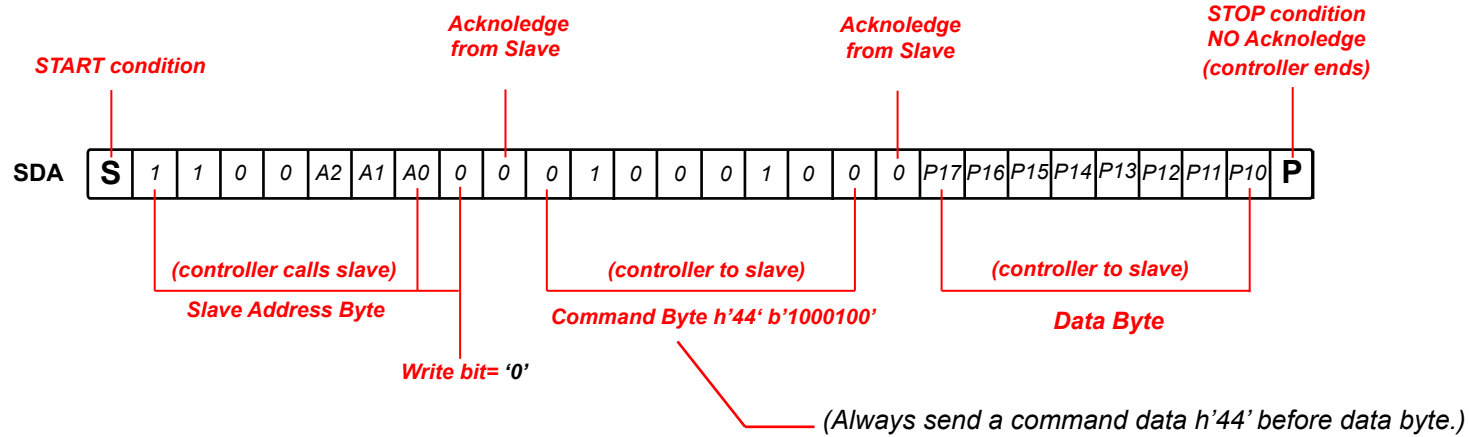 START condition
Acknoledge
from Slave
Acknoledge
from Slave
STOP condition
NO Acknoledge
(controller ends)
SDA S 1 1 0 0 A2 A1 A0 0 0 0 1 0 0 0 1 0 0 0 P17 P16 P15 P14 P13 P12 P11 P10 P
(controller calls slave)
Slave Address Byte
(controller to slave)
Command Byte h'44‘ b'1000100’
(controller to slave)
Data Byte
Write bit= ‘0’
(Always send a command data h’44’ before data byte.)